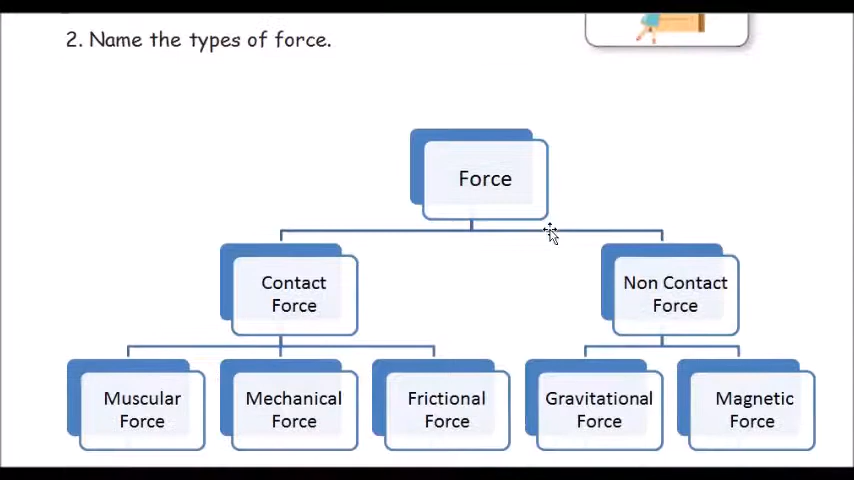 2. Name the types of force.
Force
Contact
Force
Non Contact
Force
Muscular
Force
Mechanical
Force
Frictional
Force
Gravitational
Force
Magnetic
Force